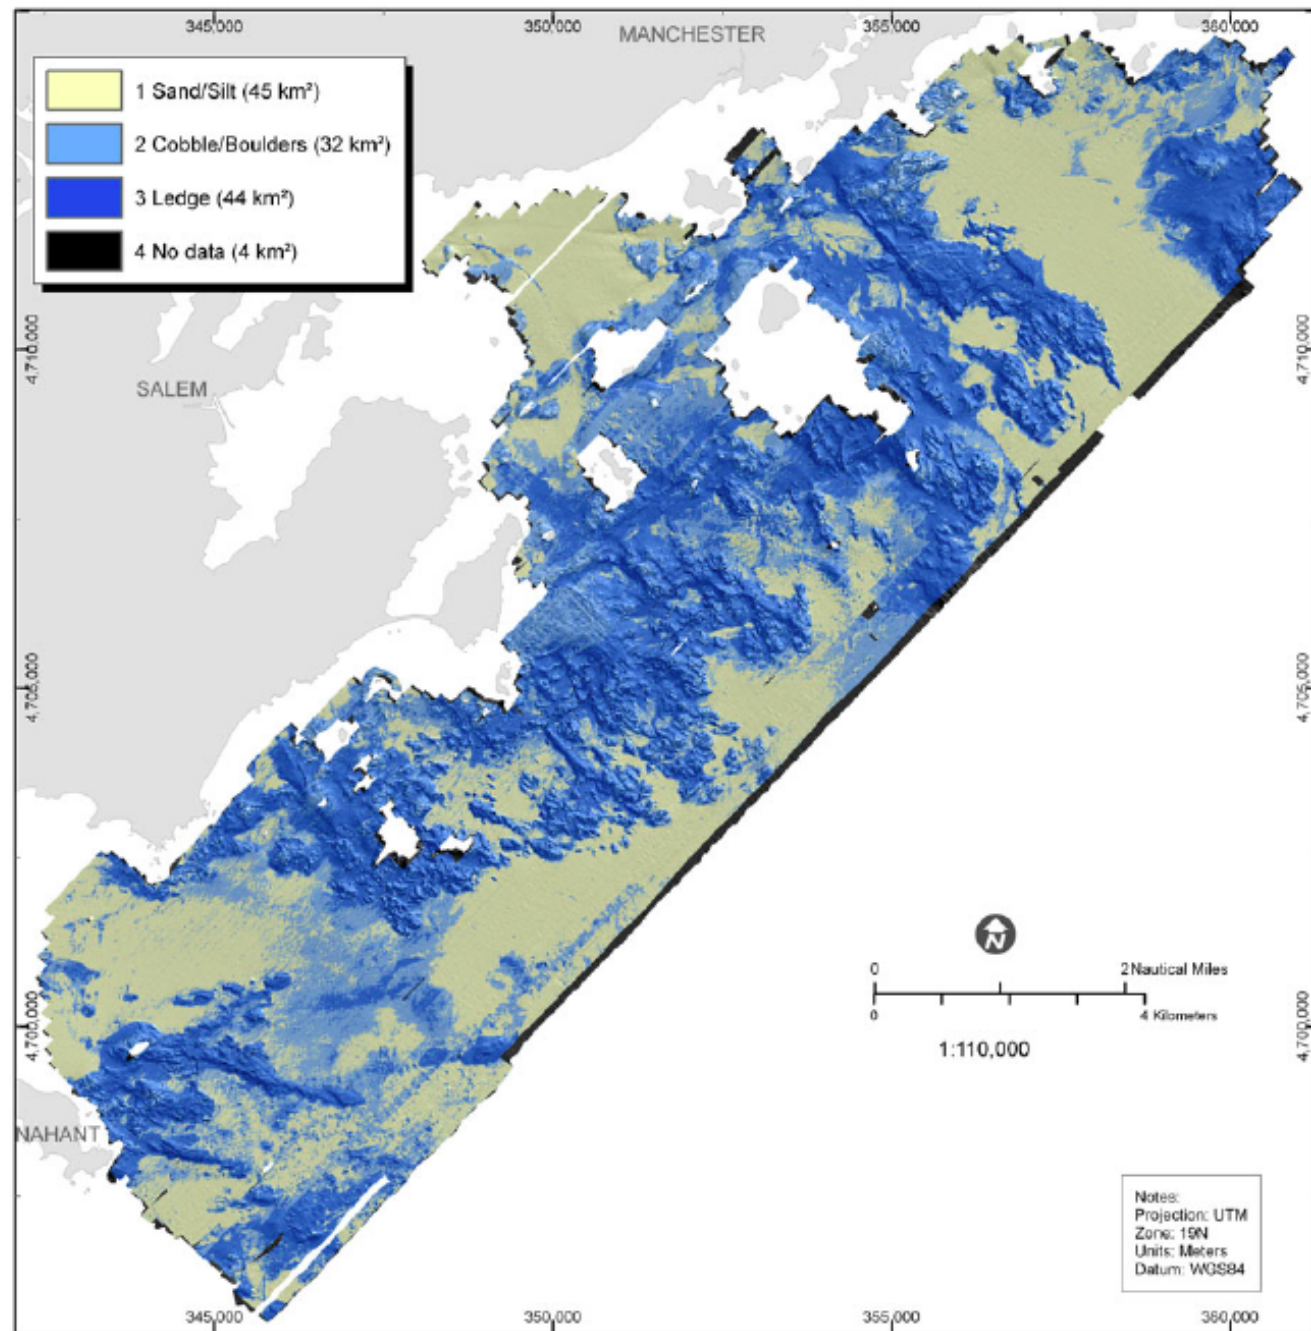 345,000 350,000 355,000 360,000
MANCHESTER
1 Sand/Silt (45 km²)
2 Cobble/Boulders (32 km²)
3 Ledge (44 km²)
4 No data (4 km²)
4,710,000 4,710,000
SALEM
4,705,000 4,705,000
N
0 2 Nautical Miles
0 4 Kilometers
1:110,000
4,700,000 4,700,000
NAHANT
Notes:
Projection: UTM
Zone: 19N
Units: Meters
Datum: WGS84
345,000 350,000 355,000 360,000